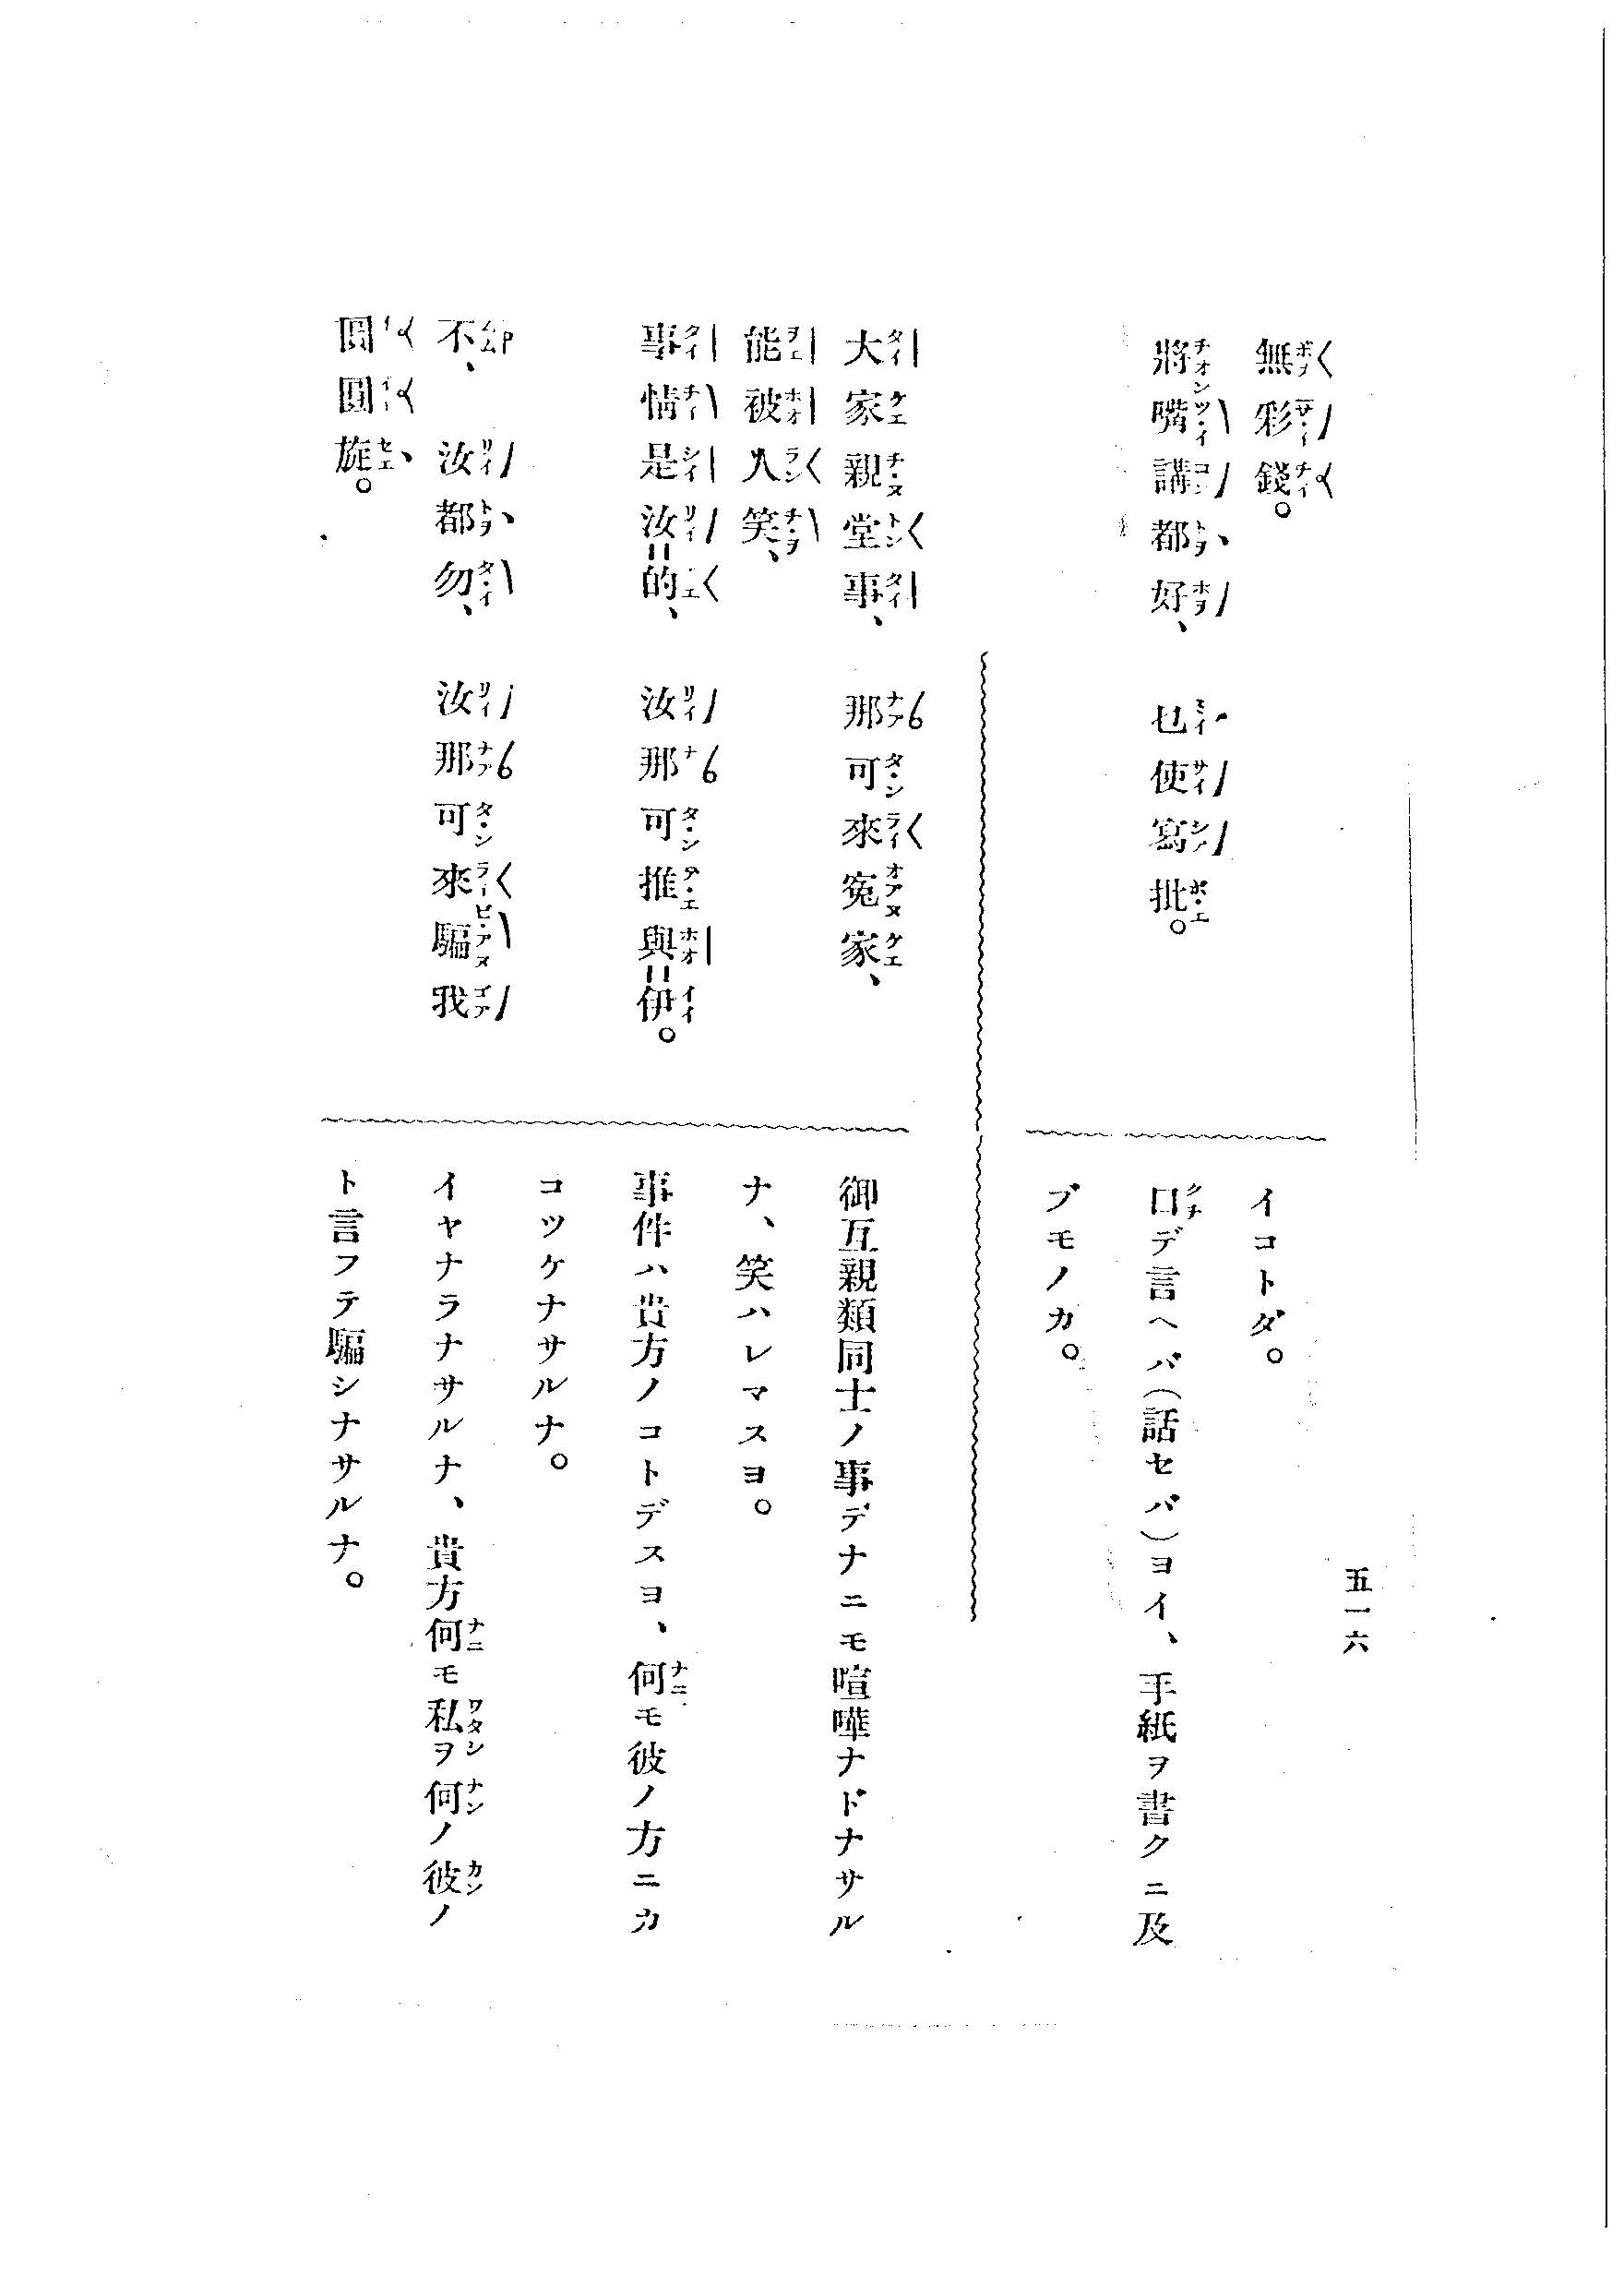 五一六
無彩錢。
將嘴講都好、乜使寫批。
イコトダ。
口デ言ヘバ(話セバ)ヨイ、手紙ヲ書クニ及
ブモノカ。
大家親堂事、那可來寃家、
能被人笑、
事情是汝=的、汝那可推與=伊。
不、汝都勿、汝那可來騙我
圓圓旋。
御互親類同士ノ事デナニモ喧嘩ナドナサル
ナ、笑ハレマスヨ。
事件ハ貴方ノコトデスヨ、何モ彼ノ方ニカ
コツケナサルナ。
イヤナラナサルナ、貴方何モ私ヲ何ノ彼ノ
ト言フテ騙シナサルナ。